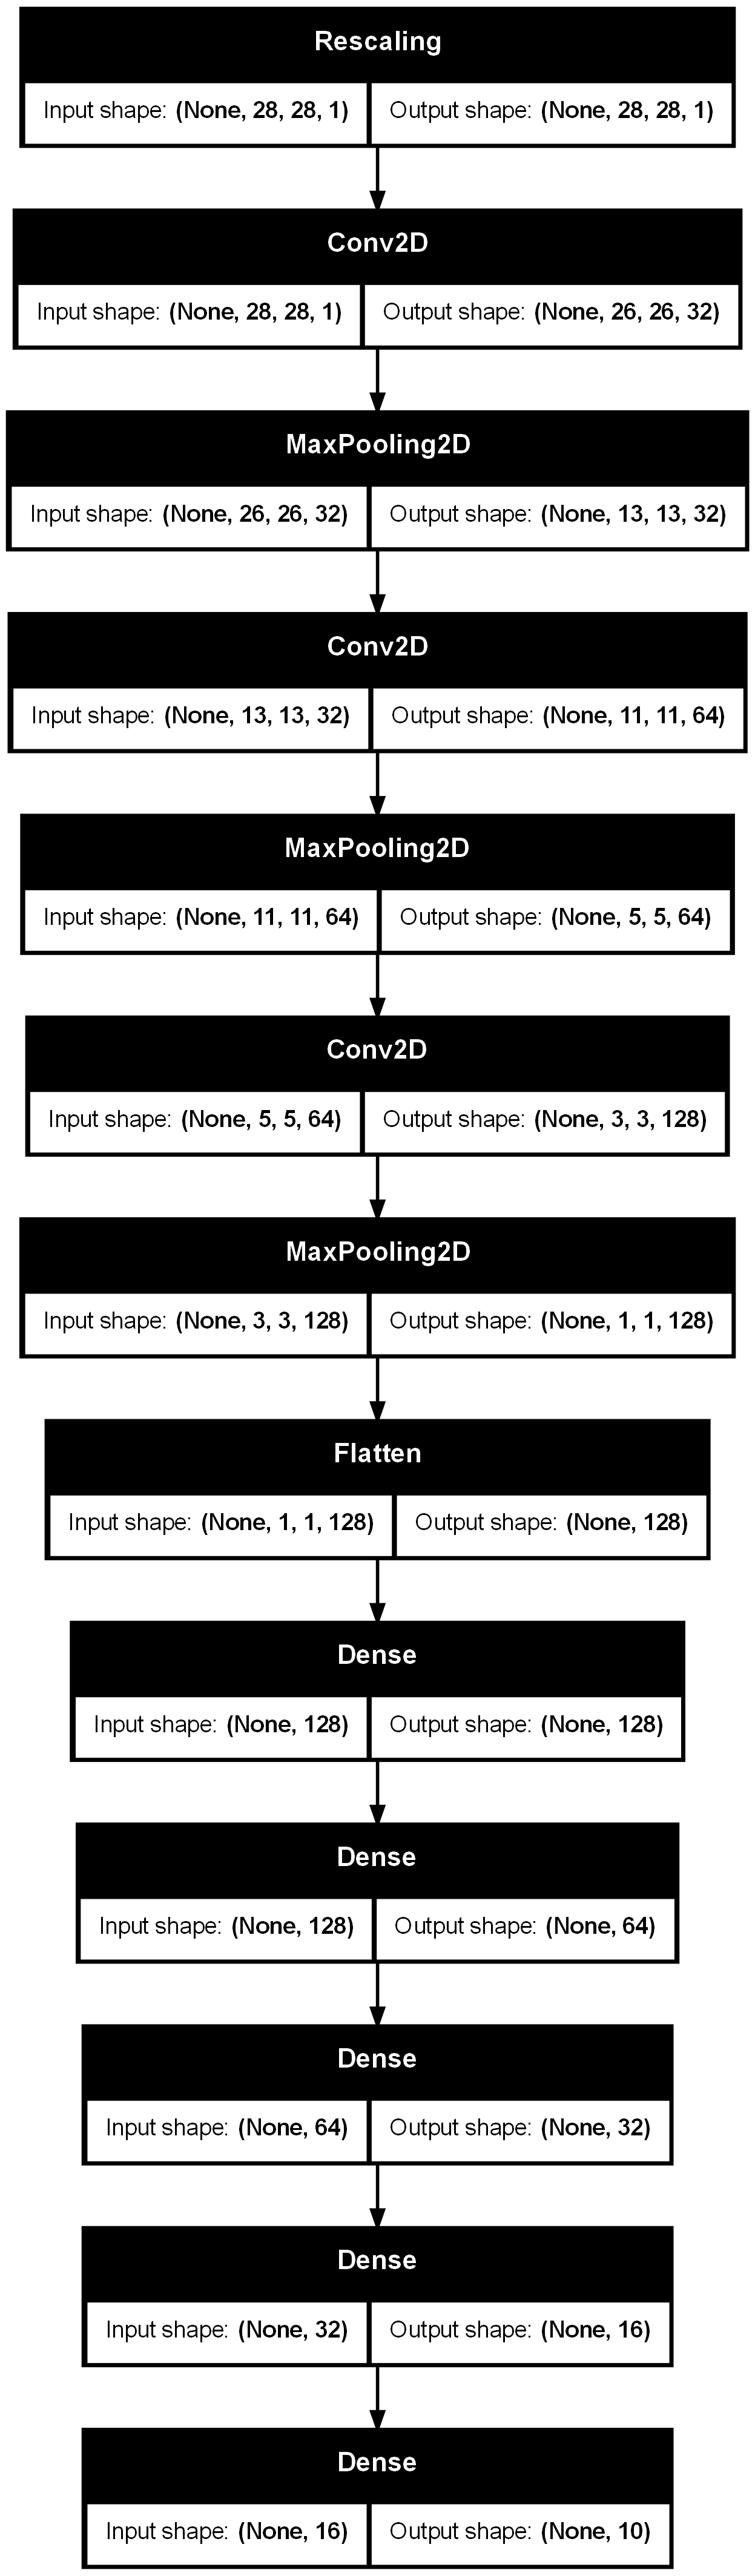 Rescaling
Input shape: (None, 28, 28, 1) Output shape: (None, 28, 28, 1)
Conv2D
Input shape: (None, 28, 28, 1) Output shape: (None, 26, 26, 32)
MaxPooling2D
Input shape: (None, 26, 26, 32) Output shape: (None, 13, 13, 32)
Conv2D
Input shape: (None, 13, 13, 32) Output shape: (None, 11, 11, 64)
MaxPooling2D
Input shape: (None, 11, 11, 64) Output shape: (None, 5, 5, 64)
Conv2D
Input shape: (None, 5, 5, 64) Output shape: (None, 3, 3, 128)
MaxPooling2D
Input shape: (None, 3, 3, 128) Output shape: (None, 1, 1, 128)
Flatten
Input shape: (None, 1, 1, 128) Output shape: (None, 128)
Dense
Input shape: (None, 128) Output shape: (None, 128)
Dense
Input shape: (None, 128) Output shape: (None, 64)
Dense
Input shape: (None, 64) Output shape: (None, 32)
Dense
Input shape: (None, 32) Output shape: (None, 16)
Dense
Input shape: (None, 16) Output shape: (None, 10)